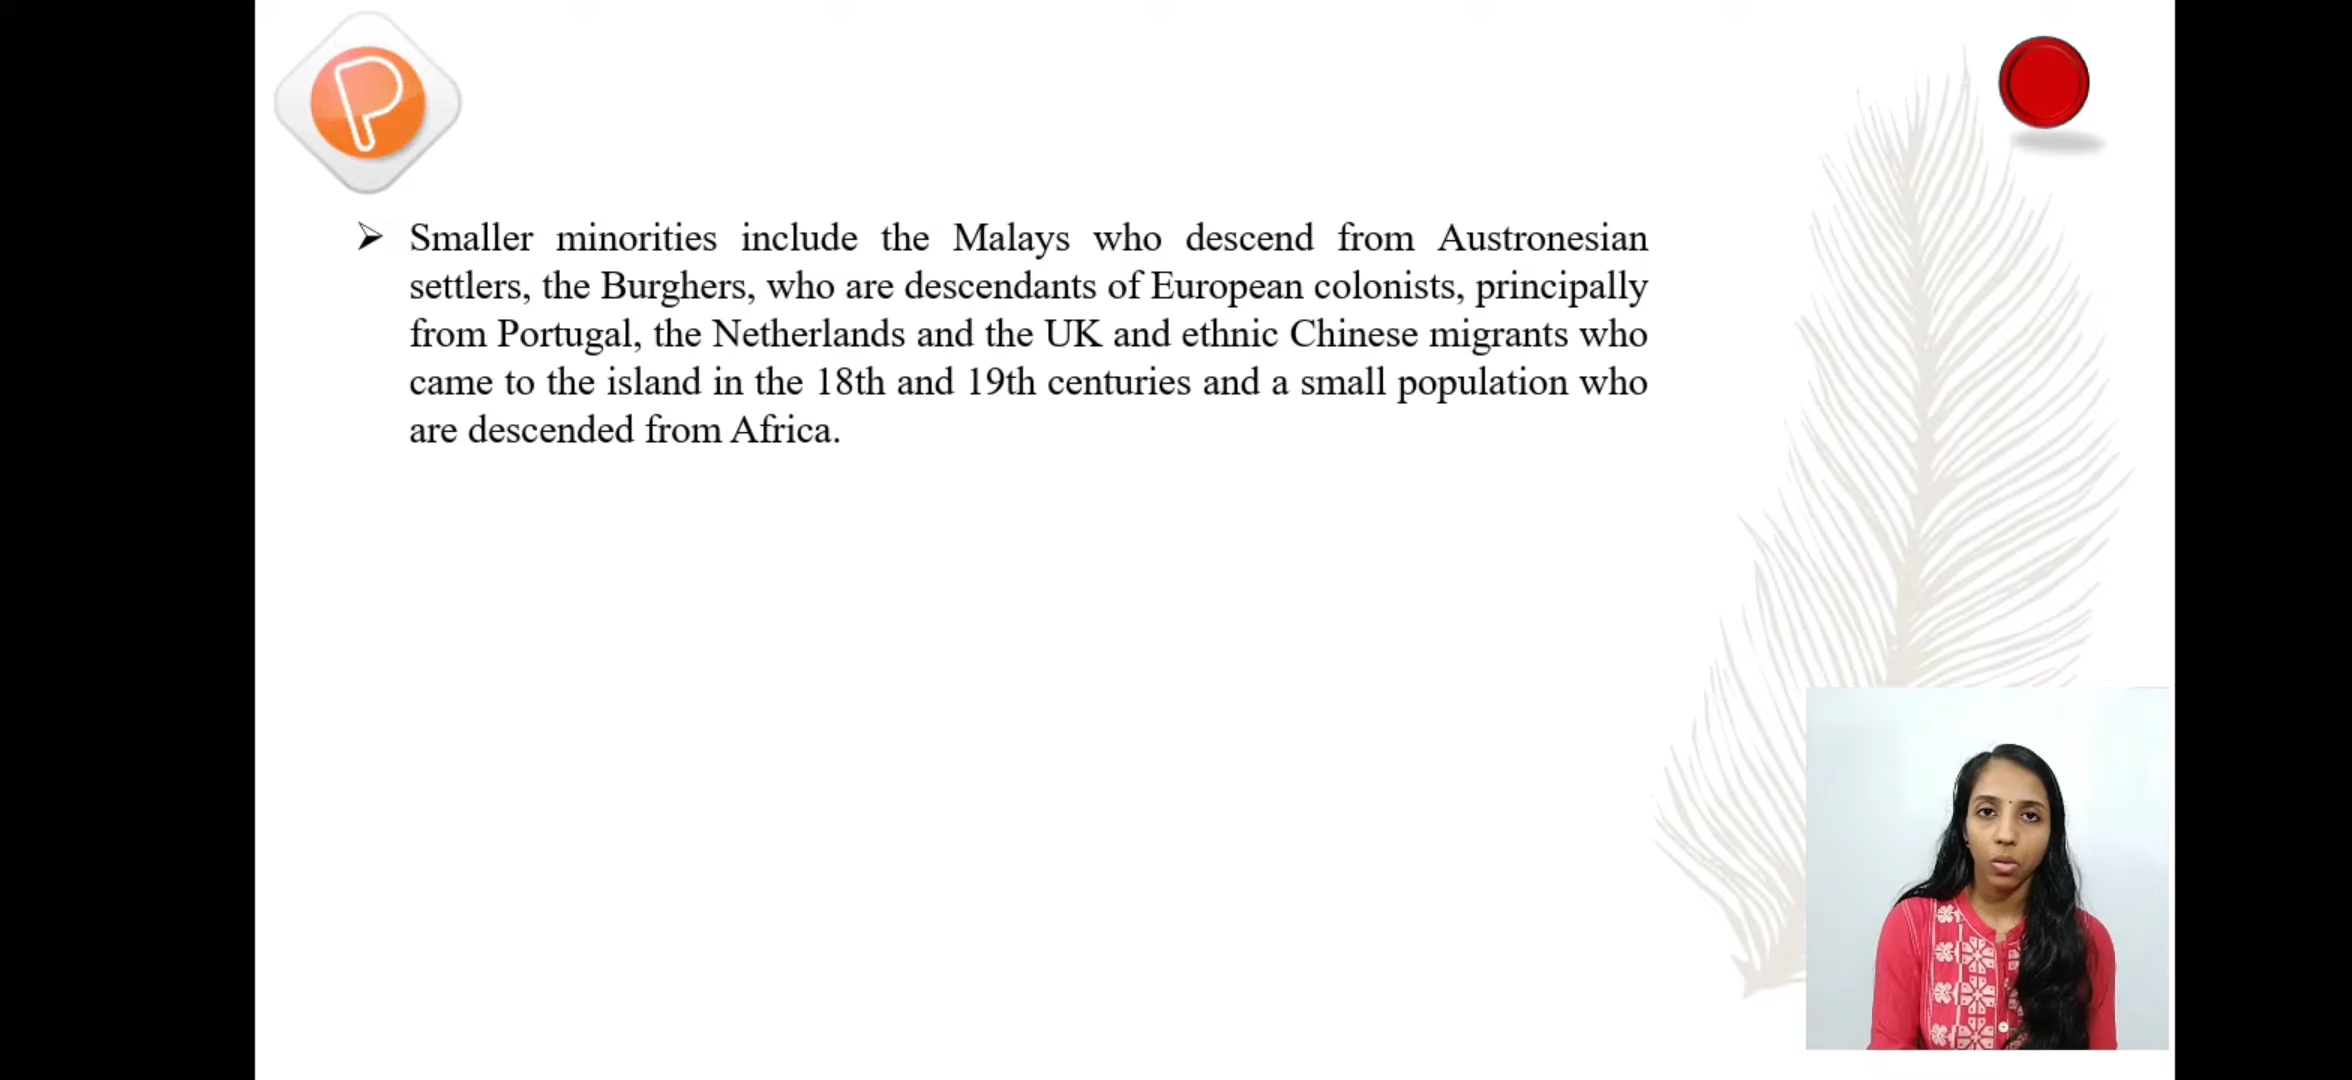 P
➢ Smaller minorities include the Malays who descend from Austronesian
settlers, the Burghers, who are descendants of European colonists, principally
from Portugal, the Netherlands and the UK and ethnic Chinese migrants who
came to the island in the 18th and 19th centuries and a small population who
are descended from Africa.